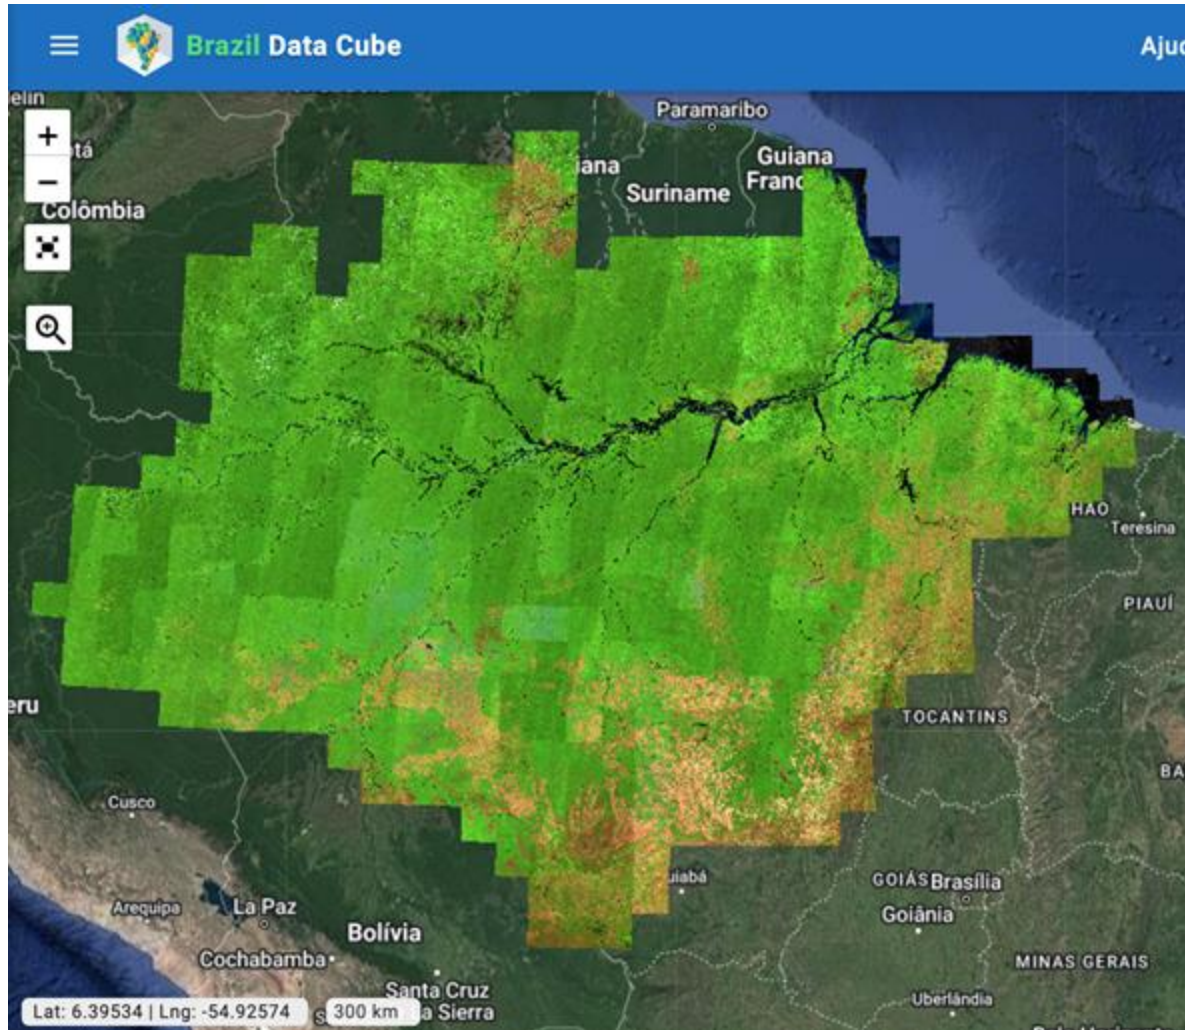 Brazil Data Cube
Ajuc
elín
Paramaribo
+
tá
Guiana
Franc
iana
Suriname
−
Colômbia
HAO
Teresina
PIAUÍ
eru
TOCANTINS
BA
Cusco
uiabá
GOIÁS
Brasília
Arequipa
La Paz
Goiânia
Bolívia
Cochabamba
MINAS GERAIS
Santa Cruz
a Sierra
Uberlândia
Lat: 6.39534 | Lng: -54.92574
S
300 km